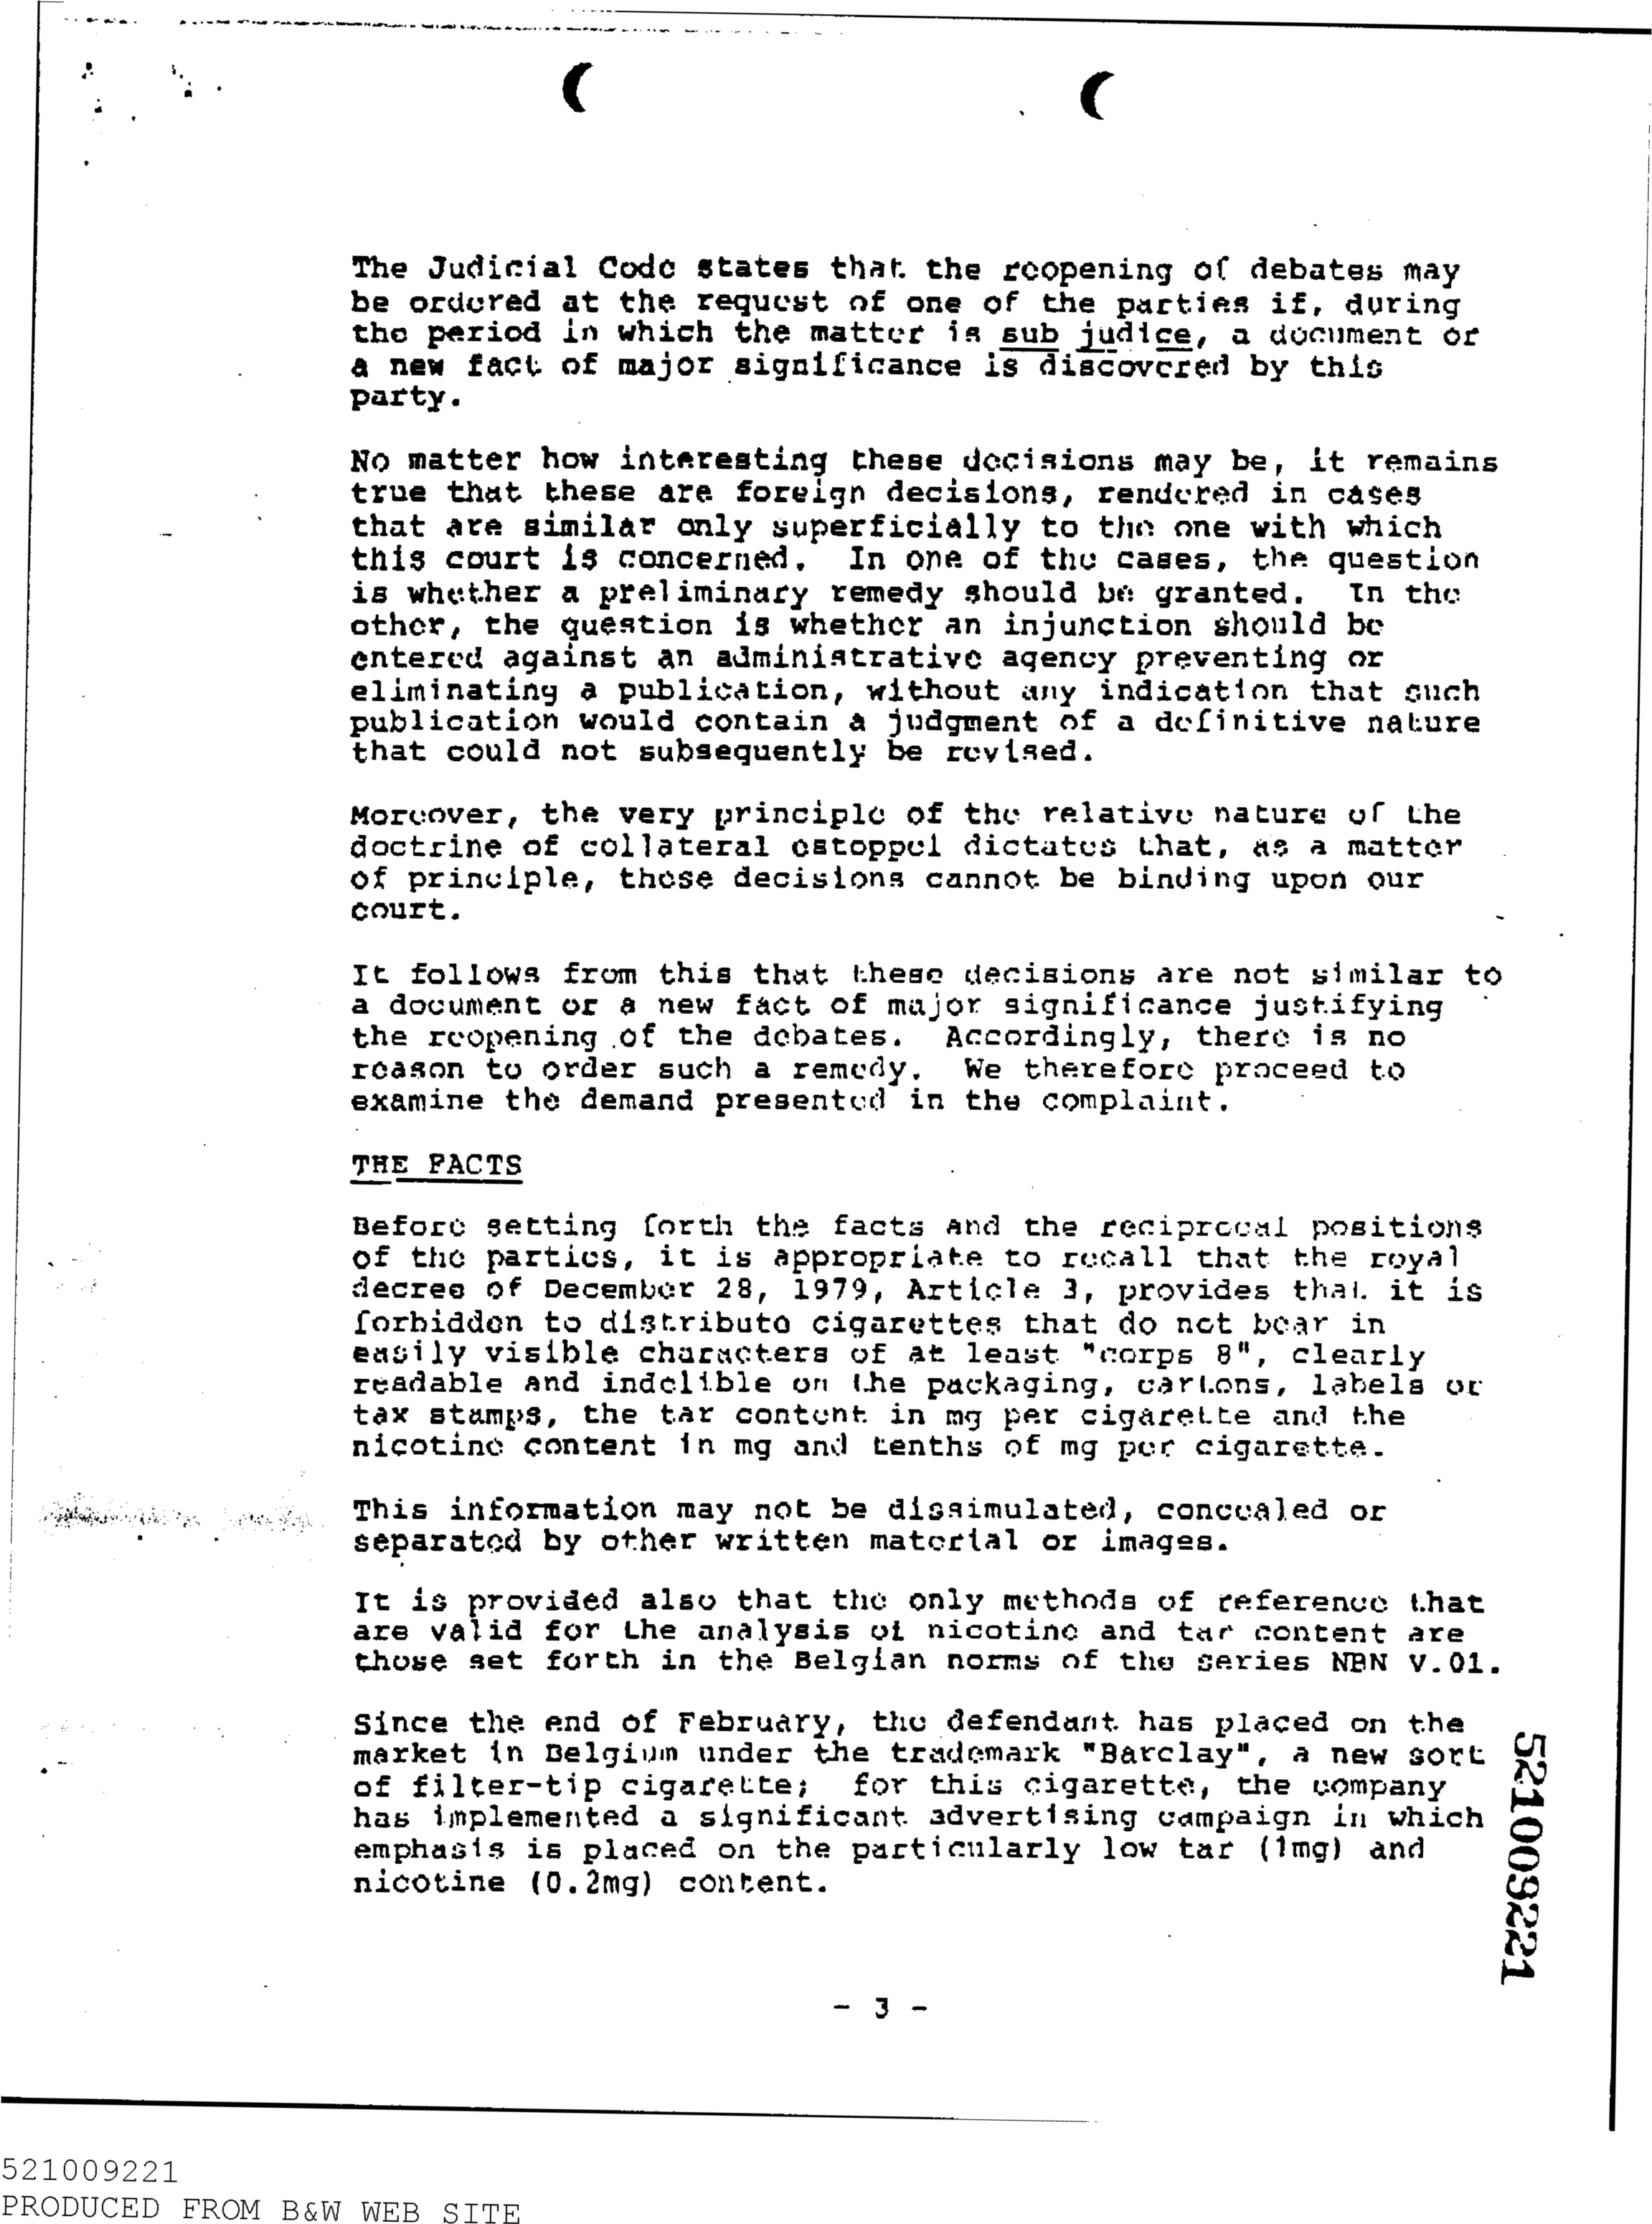 The Judicial Code states that the reopening of debates may
be ordered at the request of one of the parties if, during
the period in which the matter is sub judice, a document or
a new fact of major significance is discovered by this
party.
No matter how interesting these decisions may be, it remains
true that these are foreign decisions, rendered in cases
that are similar only superficially to the one with which
this court is concerned. In one of the cases, the question
is whether a preliminary remedy should be granted. In the
other, the question is whether an injunction should be
entered against an administrative agency preventing or
eliminating a publication, without any indication that such
publication would contain a judgment of a definitive nature
that could not subsequently be revised.
Moreover, the very principle of the relative nature of the
doctrine of collateral estoppel dictates that, as a matter
of principle, these decisions cannot be binding upon our
court.
It follows from this that these decisions are not similar to
a document or a new fact of major significance justifying
the reopening of the debates. Accordingly, there is no
reason to order such a remedy. We therefore proceed to
examine the demand presented in the complaint.
THE FACTS
Before setting forth the facts and the reciprocal positions
of the parties, it is appropriate to recall that the royal
decree of December 28, 1979, Article 3, provides that it is
forbidden to distribute cigarettes that do not bear in
easily visible characters of at least "corps 8", clearly
readable and indelible on the packaging, cartons, labels or
tax stamps, the tar content in mg per cigarette and the
nicotine content in mg and tenths of mg per cigarette.
This information may not be dissimulated, concealed or
separated by other written material or images.
It is provided also that the only methods of reference that
are valid for the analysis of nicotine and tar content are
those set forth in the Belgian norms of the series NBN V.01.
Since the end of February, the defendant has placed on the
market in Belgium under the trademark "Barclay", a new sort
of filter-tip cigarette; for this cigarette, the company
has implemented a significant advertising campaign in which
emphasis is placed on the particularly low tar (1mg) and
nicotine (0.2mg) content.
521009221
- 3 -
521009221
PRODUCED FROM B&W WEB SITE